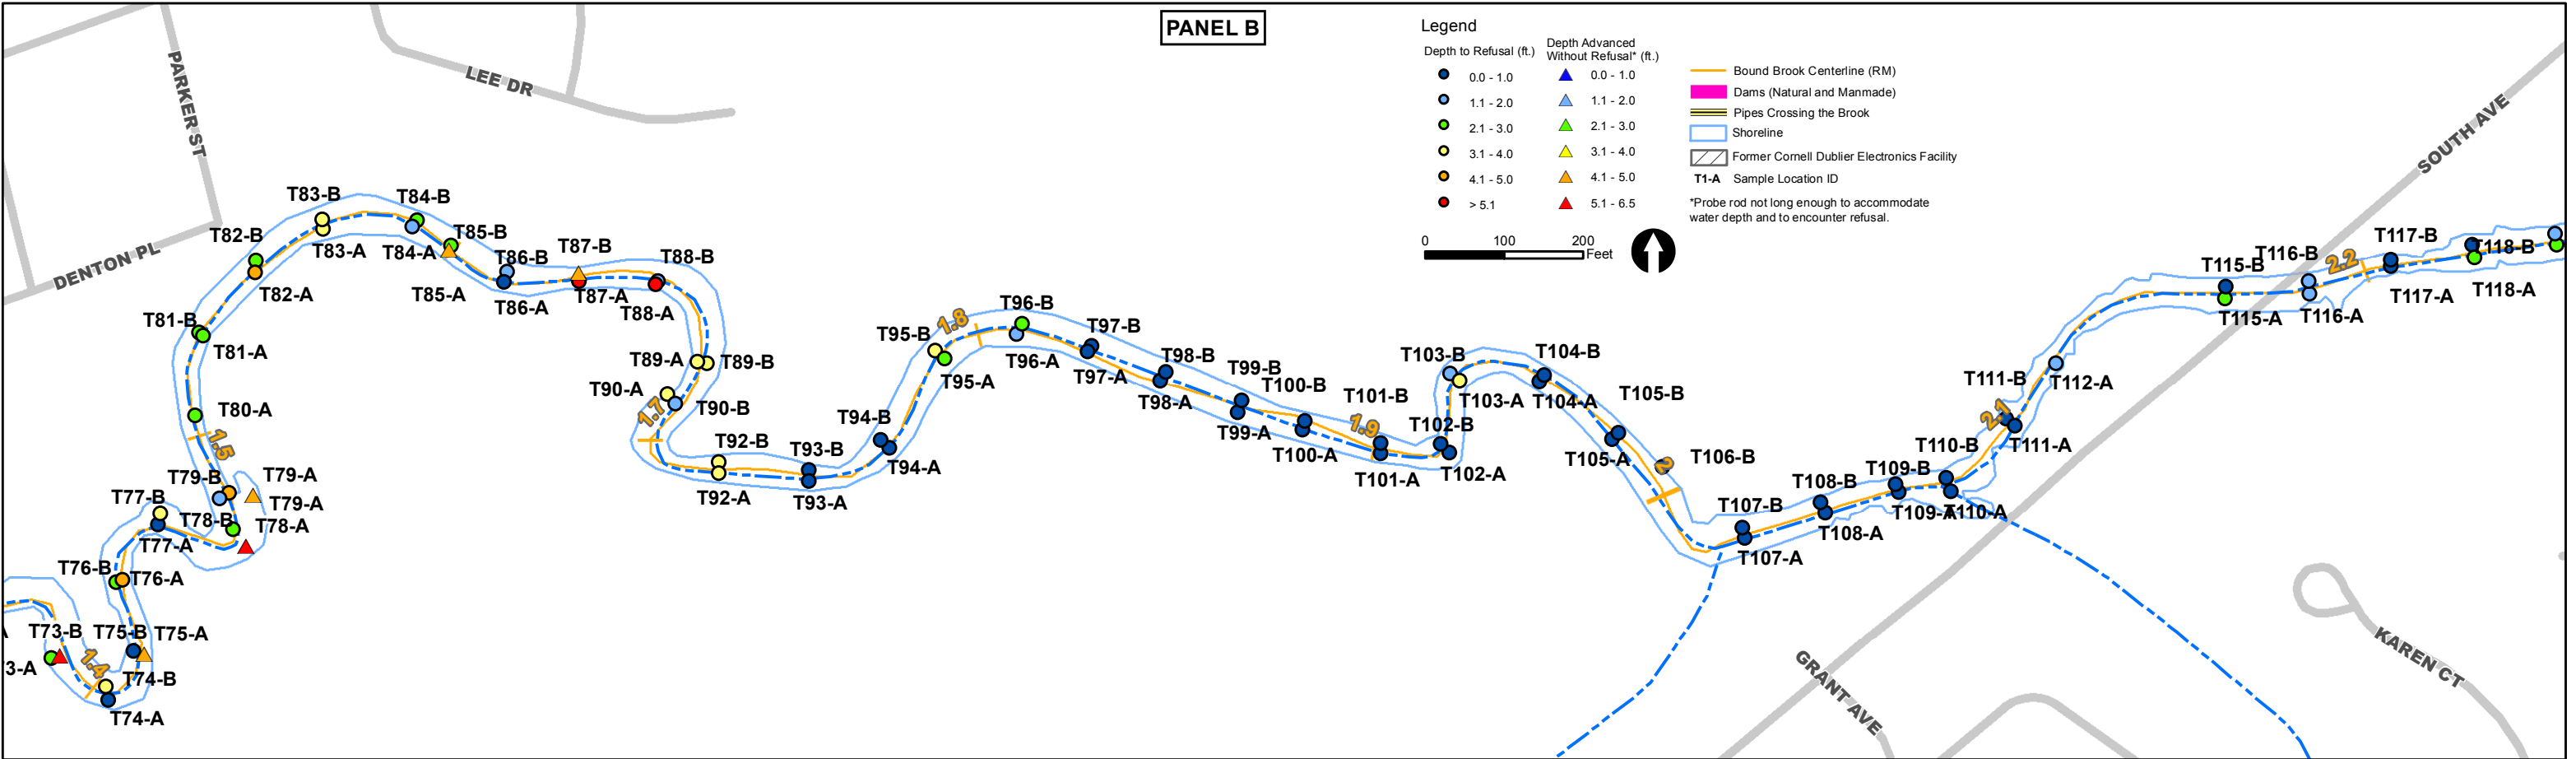 PANEL B
Legend
Depth to Refusal (ft.)
0.0 - 1.0
1.1 - 2.0
2.1 - 3.0
3.1 - 4.0
4.1 - 5.0
> 5.1
Depth Advanced
Without Refusal* (ft.)
0.0 - 1.0
1.1 - 2.0
2.1 - 3.0
3.1 - 4.0
4.1 - 5.0
5.1 - 6.5
Bound Brook Centerline (RM)
Dams (Natural and Manmade)
Pipes Crossing the Brook
Shoreline
Former Cornell Dublier Electronics Facility
T1-A Sample Location ID
*Probe rod not long enough to accommodate
water depth and to encounter refusal.
0 100 200
Feet
PARKER ST
LEE DR
DENTON PL
SOUTH AVE
GRANT AVE
KAREN CT
T83-B
T84-B
T82-B
T83-A
T84-A
T85-B
T86-B
T87-B
T88-B
T82-A
T85-A
T86-A
T87-A
T88-A
T81-B
T81-A
T89-A
T89-B
T90-A
T90-B
1.7
T80-A
1.5
T79-B
T79-A
T79-A
T77-B
T78-B
T78-A
T77-A
T76-B
T76-A
T73-B
T75-B
T75-A
3-A
1.4
T74-B
T74-A
T92-B
T92-A
T93-B
T93-A
T94-B
T94-A
T95-B
T95-A
1.8
T96-B
T96-A
T97-B
T97-A
T98-B
T98-A
T99-B
T99-A
T100-B
T100-A
T101-B
1.9
T101-A
T102-B
T102-A
T103-B
T103-A
T104-B
T104-A
T105-B
T105-A
2
T106-B
T107-B
T107-A
T108-B
T108-A
T109-B
T109-A
T110-B
T110-A
T111-B
2.1
T111-A
T112-A
T115-B
T115-A
T116-B
T116-A
2.2
T117-B
T117-A
T118-B
T118-A